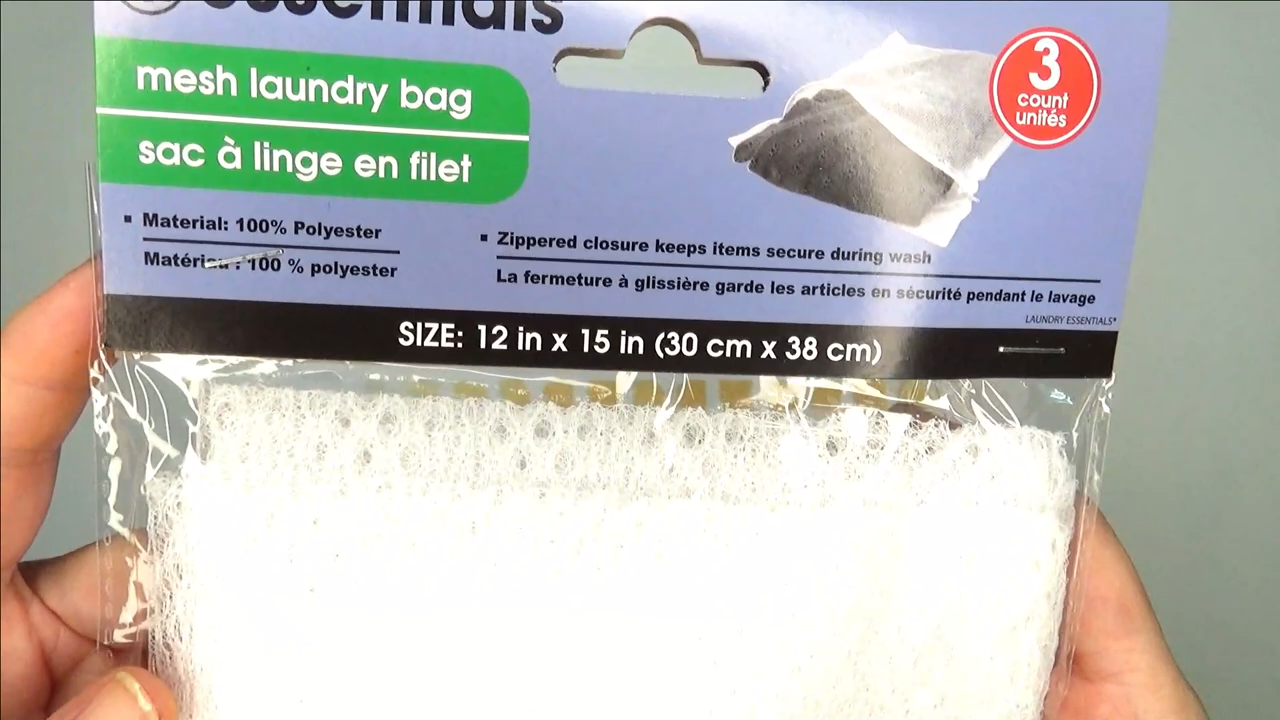 essentials
mesh laundry bag
sac à linge en filet
3
count
unités
▪ Material: 100% Polyester
Matériau : 100 % polyester
▪ Zippered closure keeps items secure during wash
La fermeture à glissière garde les articles en sécurité pendant le lavage
LAUNDRY ESSENTIALS*
SIZE: 12 in x 15 in (30 cm x 38 cm)